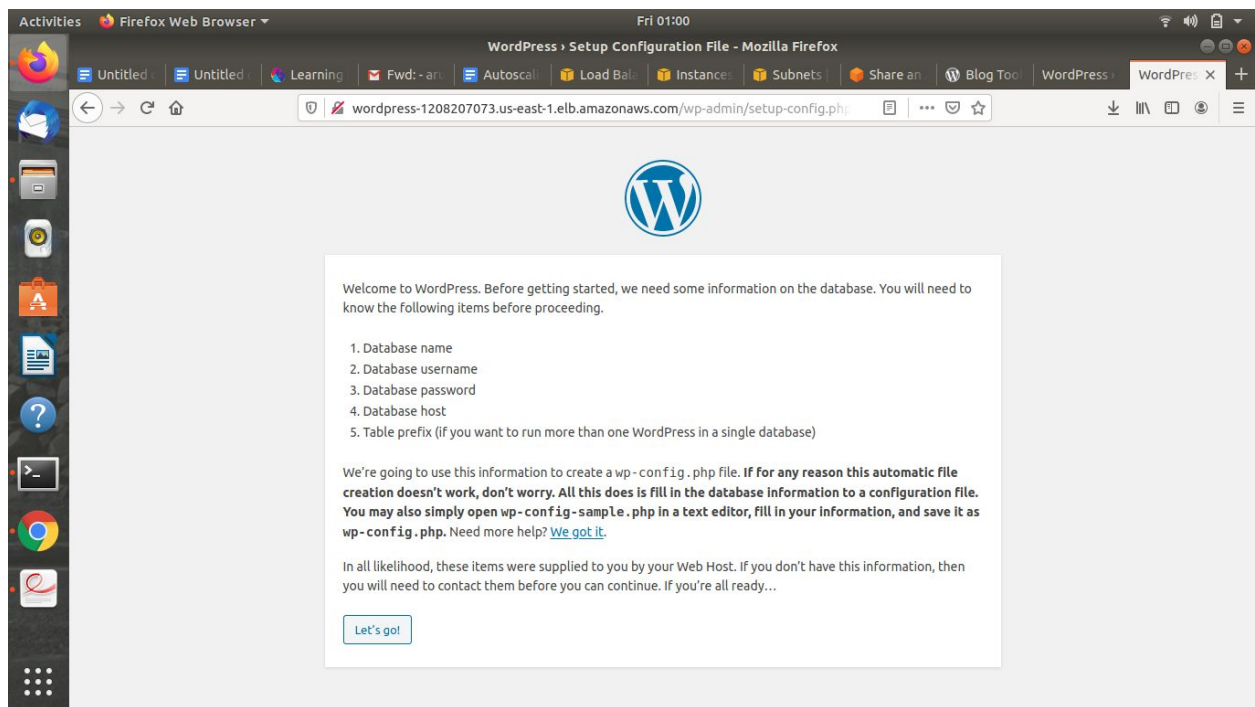 Activities Firefox Web Browser Fri 01:00
WordPress › Setup Configuration File - Mozilla Firefox
Untitled Untitled Learning Fwd: - aru Autoscali Load Bala Instances Subnets Share an Blog Tool WordPress › WordPres
wordpress-1208207073.us-east-1.elb.amazonaws.com/wp-admin/setup-config.php
Welcome to WordPress. Before getting started, we need some information on the database. You will need to
know the following items before proceeding.
1. Database name
2. Database username
3. Database password
4. Database host
5. Table prefix (if you want to run more than one WordPress in a single database)
We’re going to use this information to create a wp-config.php file. If for any reason this automatic file
creation doesn’t work, don’t worry. All this does is fill in the database information to a configuration file.
You may also simply open wp-config-sample.php in a text editor, fill in your information, and save it as
wp-config.php. Need more help? We got it.
In all likelihood, these items were supplied to you by your Web Host. If you don’t have this information, then
you will need to contact them before you can continue. If you’re all ready…
Let’s go!